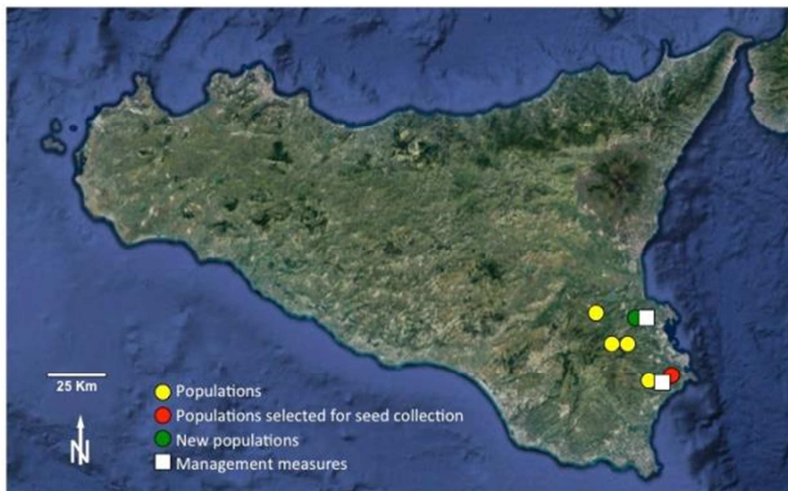 25 Km
Populations
Populations selected for seed collection
N
New populations
Management measures